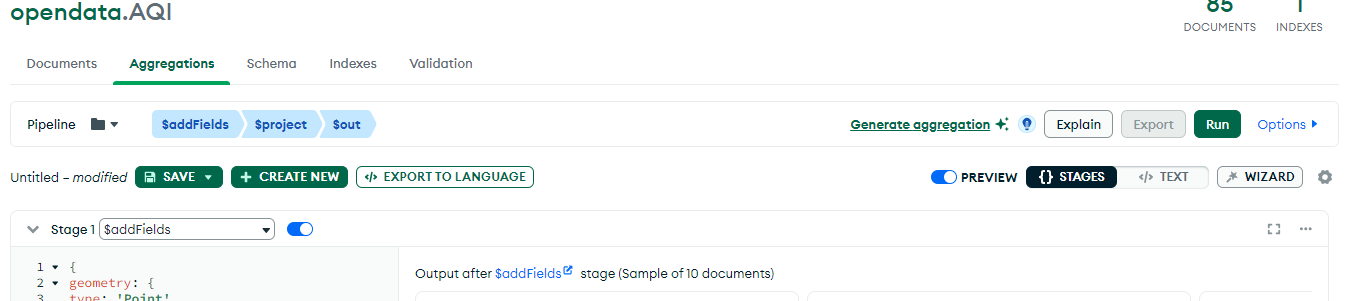 opendata.AQI
85 1
DOCUMENTS INDEXES
Documents Aggregations Schema Indexes Validation
Pipeline $addFields $project $out Generate aggregation Explain Export Run Options
Untitled – modified SAVE + CREATE NEW </> EXPORT TO LANGUAGE PREVIEW {} STAGES </> TEXT WIZARD
Stage 1 $addFields ...
1 {
2 geometry: {
3 type: 'Point'
Output after $addFields stage (Sample of 10 documents)